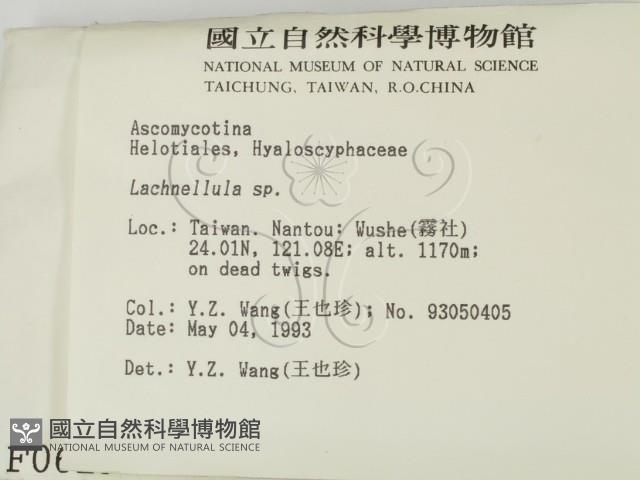 國立自然科學博物館
NATIONAL MUSEUM OF NATURAL SCIENCE
TAICHUNG, TAIWAN, R.O.CHINA
Ascomycotina
Helotiales, Hyaloscyphaceae
Lachnellula sp.
Loc.: Taiwan. Nantou: Wushe(霧社)
24.01N, 121.08E; alt. 1170m;
on dead twigs.
Col.: Y.Z. Wang(王也珍); No. 93050405
Date: May 04, 1993
Det.: Y.Z. Wang(王也珍)
國立自然科學博物館
NATIONAL MUSEUM OF NATURAL SCIENCE